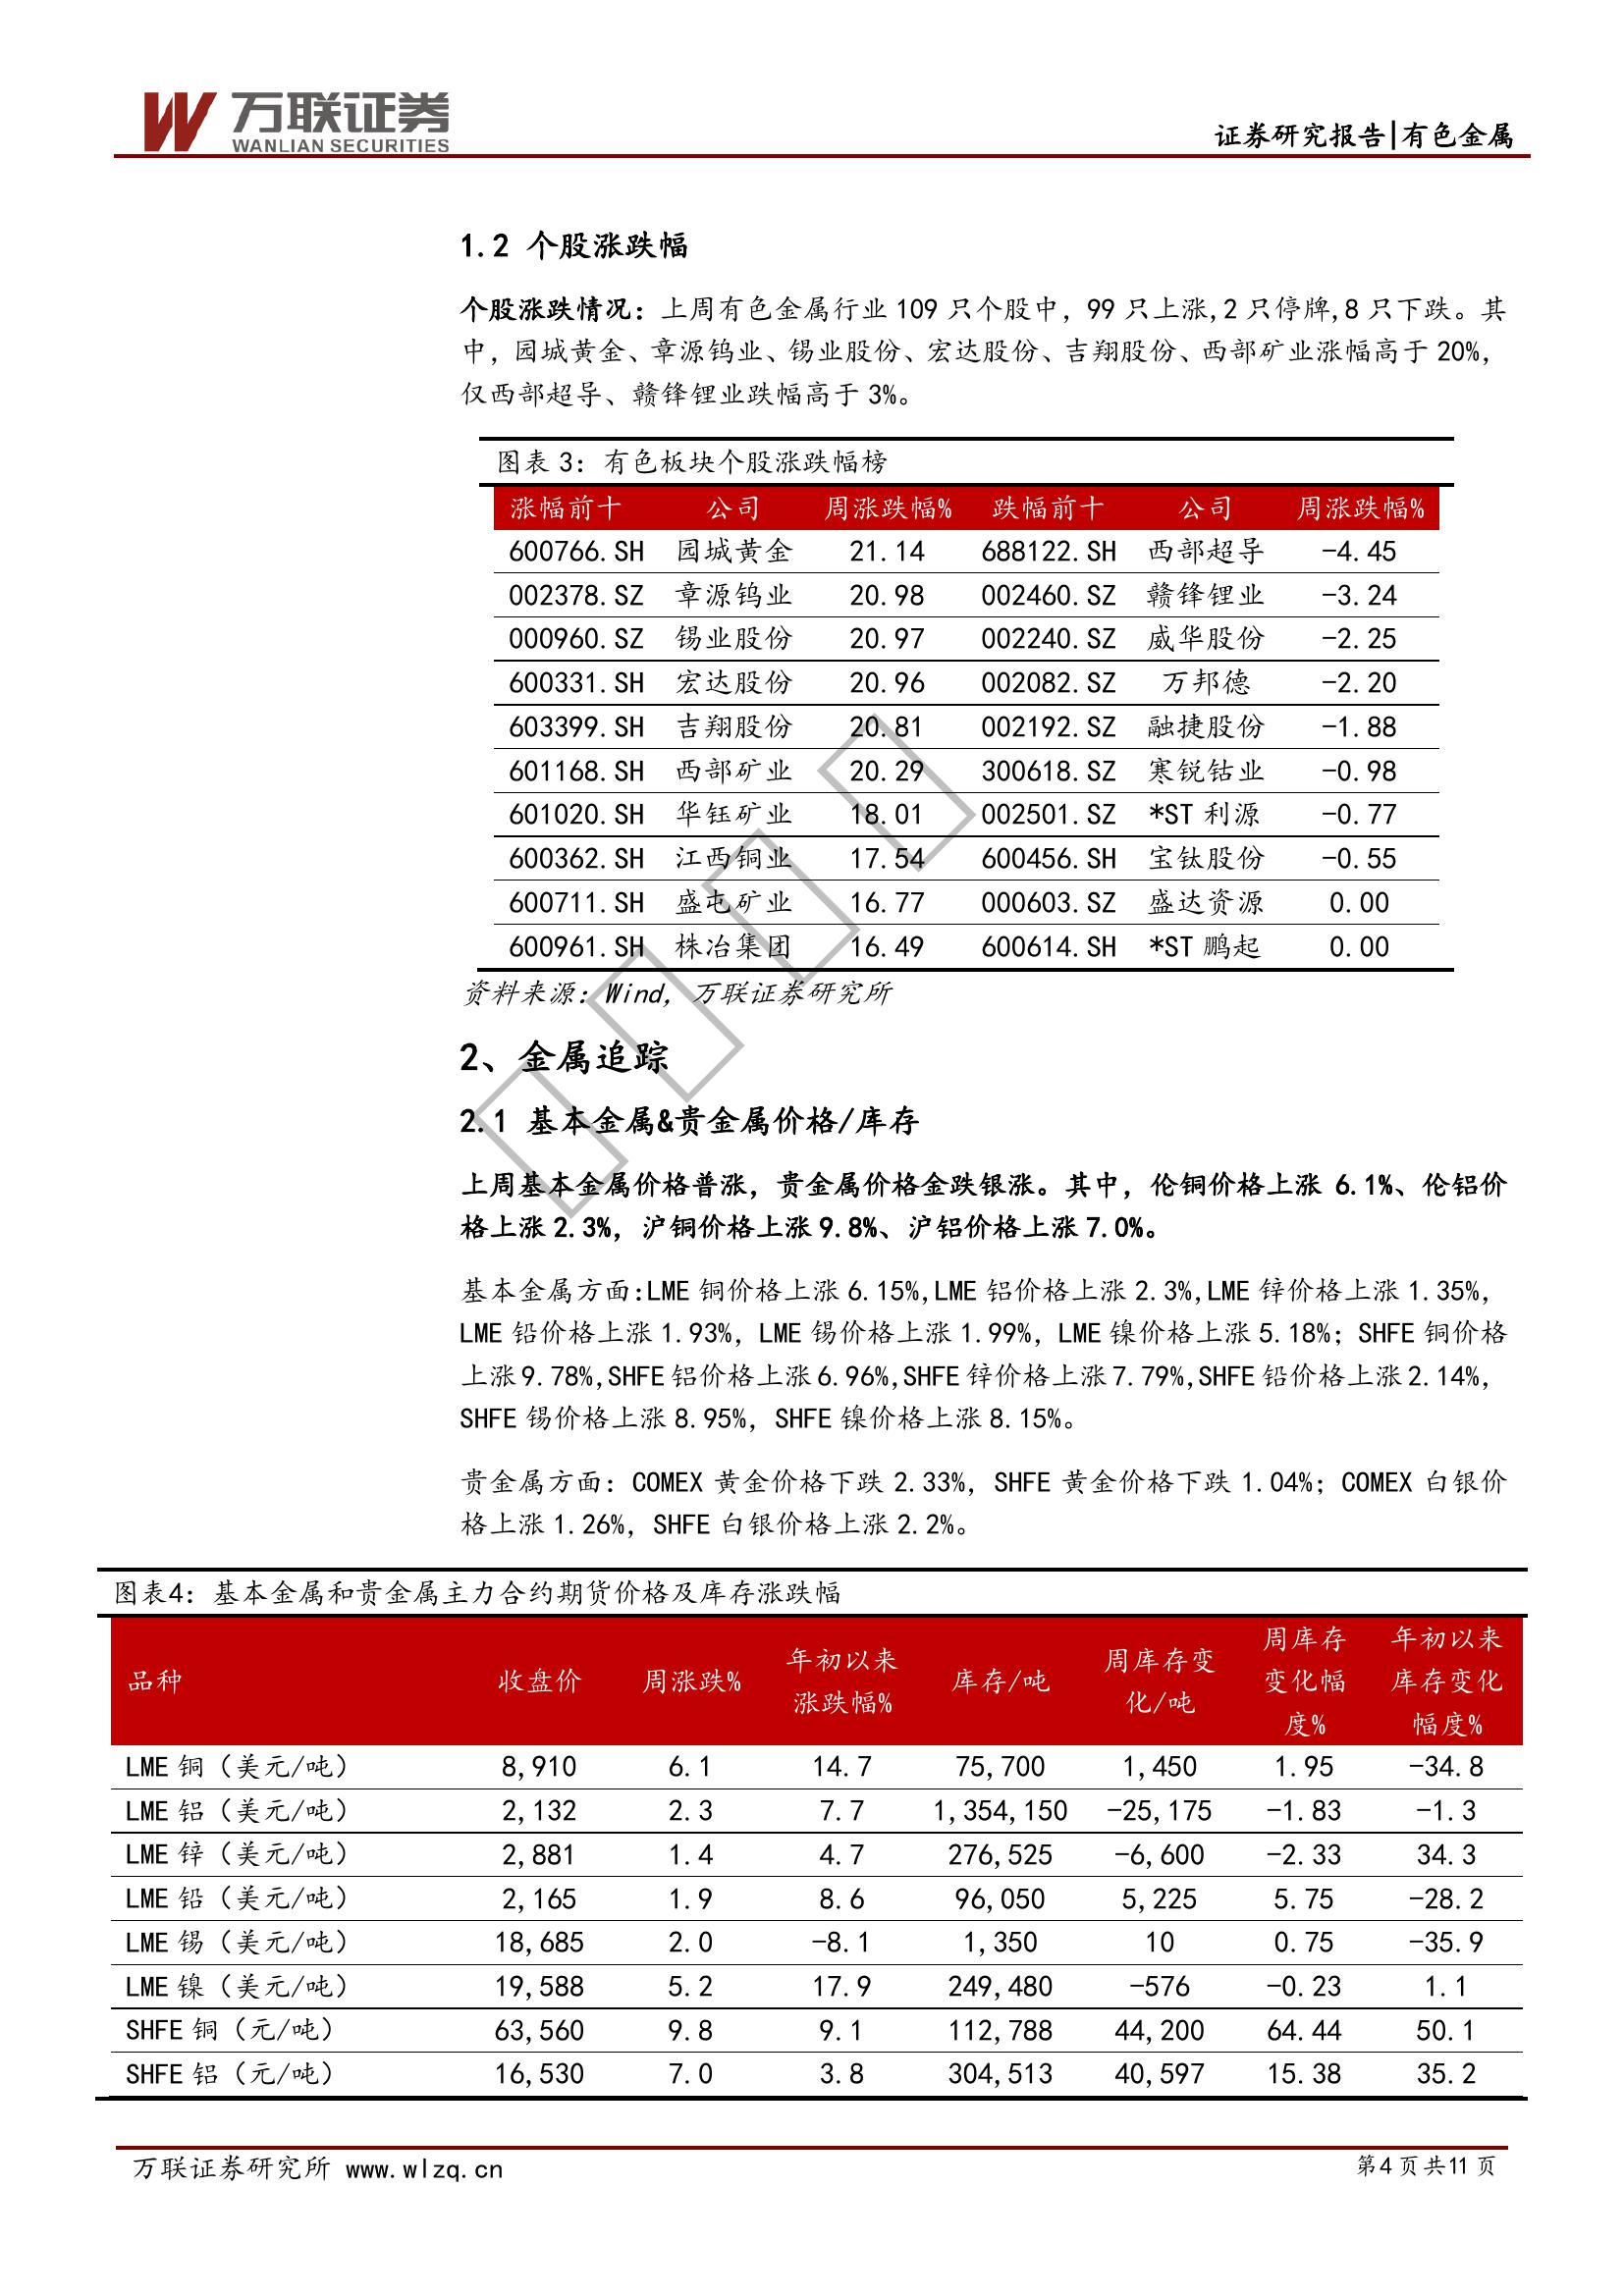 万联证券
WANLIAN SECURITIES
证券研究报告|有色金属
1.2 个股涨跌幅
个股涨跌情况：上周有色金属行业 109 只个股中，99 只上涨,2 只停牌,8 只下跌。其
中，园城黄金、章源钨业、锡业股份、宏达股份、吉翔股份、西部矿业涨幅高于 20%，
仅西部超导、赣锋锂业跌幅高于 3%。
图表 3：有色板块个股涨跌幅榜
涨幅前十 公司 周涨跌幅% 跌幅前十 公司 周涨跌幅%
600766.SH 园城黄金 21.14 688122.SH 西部超导 -4.45
002378.SZ 章源钨业 20.98 002460.SZ 赣锋锂业 -3.24
000960.SZ 锡业股份 20.97 002240.SZ 威华股份 -2.25
600331.SH 宏达股份 20.96 002082.SZ 万邦德 -2.20
603399.SH 吉翔股份 20.81 002192.SZ 融捷股份 -1.88
601168.SH 西部矿业 20.29 300618.SZ 寒锐钴业 -0.98
601020.SH 华钰矿业 18.01 002501.SZ *ST 利源 -0.77
600362.SH 江西铜业 17.54 600456.SH 宝钛股份 -0.55
600711.SH 盛屯矿业 16.77 000603.SZ 盛达资源 0.00
600961.SH 株冶集团 16.49 600614.SH *ST 鹏起 0.00
资料来源：Wind，万联证券研究所
2、金属追踪
2.1 基本金属&贵金属价格/库存
上周基本金属价格普涨，贵金属价格金跌银涨。其中，伦铜价格上涨 6.1%、伦铝价
格上涨 2.3%，沪铜价格上涨 9.8%、沪铝价格上涨 7.0%。
基本金属方面:LME 铜价格上涨 6.15%,LME 铝价格上涨 2.3%,LME 锌价格上涨 1.35%，
LME 铅价格上涨 1.93%，LME 锡价格上涨 1.99%，LME 镍价格上涨 5.18%；SHFE 铜价格
上涨 9.78%,SHFE 铝价格上涨 6.96%,SHFE 锌价格上涨 7.79%,SHFE 铅价格上涨 2.14%，
SHFE 锡价格上涨 8.95%，SHFE 镍价格上涨 8.15%。
贵金属方面：COMEX 黄金价格下跌 2.33%，SHFE 黄金价格下跌 1.04%；COMEX 白银价
格上涨 1.26%，SHFE 白银价格上涨 2.2%。
图表4：基本金属和贵金属主力合约期货价格及库存涨跌幅
品种 收盘价 周涨跌% 年初以来涨跌幅% 库存/吨 周库存变化/吨 周库存变化幅度% 年初以来库存变化幅度%
LME 铜（美元/吨） 8,910 6.1 14.7 75,700 1,450 1.95 -34.8
LME 铝（美元/吨） 2,132 2.3 7.7 1,354,150 -25,175 -1.83 -1.3
LME 锌（美元/吨） 2,881 1.4 4.7 276,525 -6,600 -2.33 34.3
LME 铅（美元/吨） 2,165 1.9 8.6 96,050 5,225 5.75 -28.2
LME 锡（美元/吨） 18,685 2.0 -8.1 1,350 10 0.75 -35.9
LME 镍（美元/吨） 19,588 5.2 17.9 249,480 -576 -0.23 1.1
SHFE 铜（元/吨） 63,560 9.8 9.1 112,788 44,200 64.44 50.1
SHFE 铝（元/吨） 16,530 7.0 3.8 304,513 40,597 15.38 35.2
万联证券研究所 www.wlzq.cn
第4页共11页